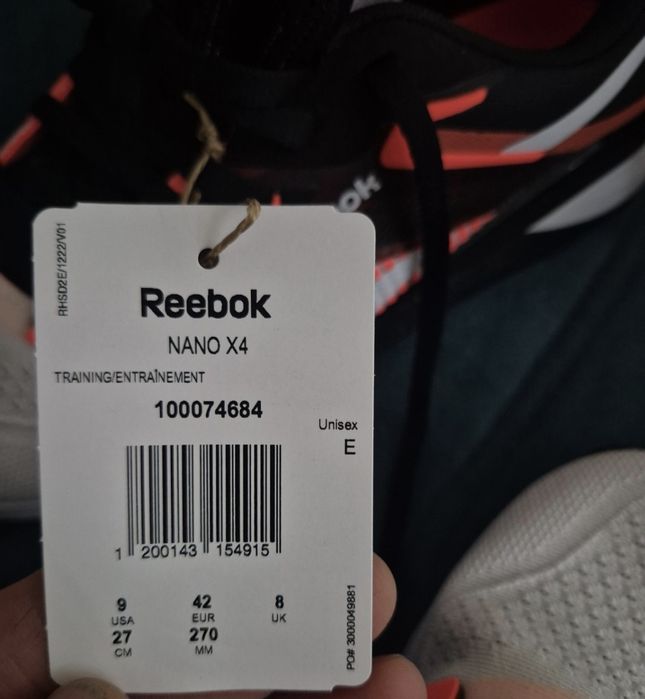 RHSD2E/1222/V01
Reebok
NANO X4
TRAINING/ENTRAÎNEMENT
100074684
Unisex
E
1 200143 154915
9 42 8
USA EUR UK
27 270
CM MM
PO# 3000049881
ok